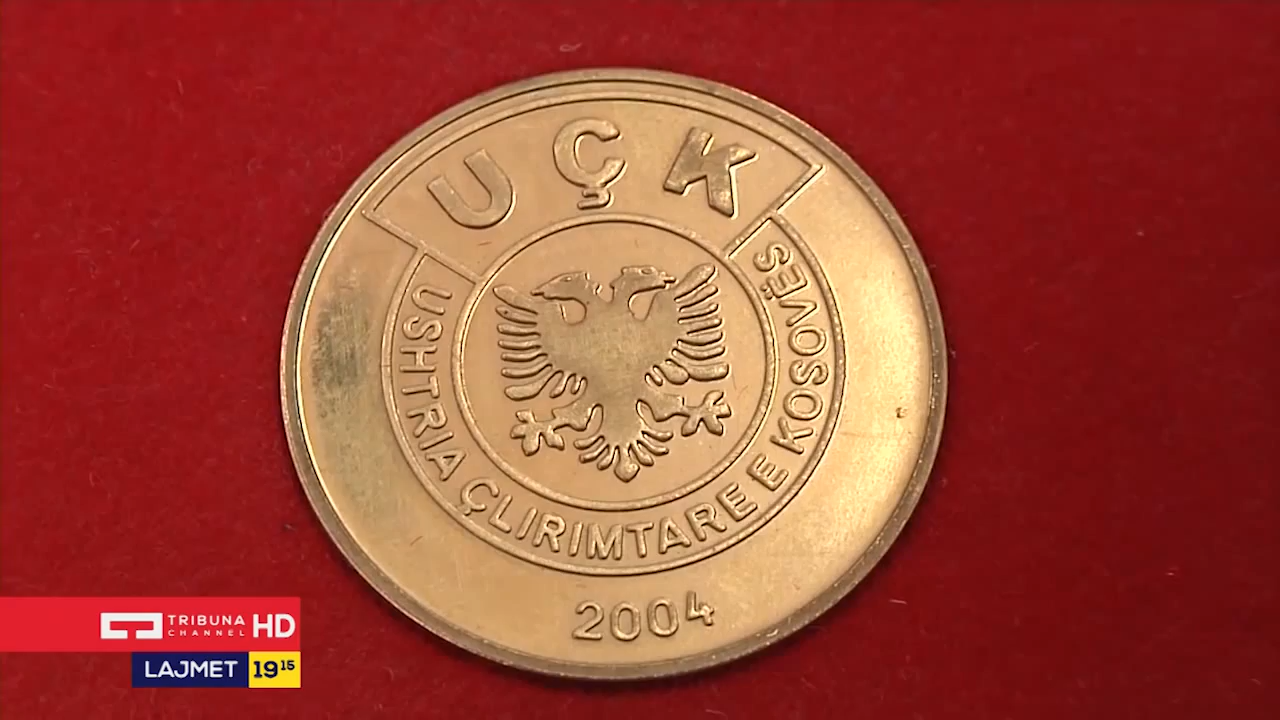 UÇK
USHTRIA ÇLIRIMTARE E KOSOVËS
2004
TRIBUNA
CHANNEL
HD
LAJMET 19 15